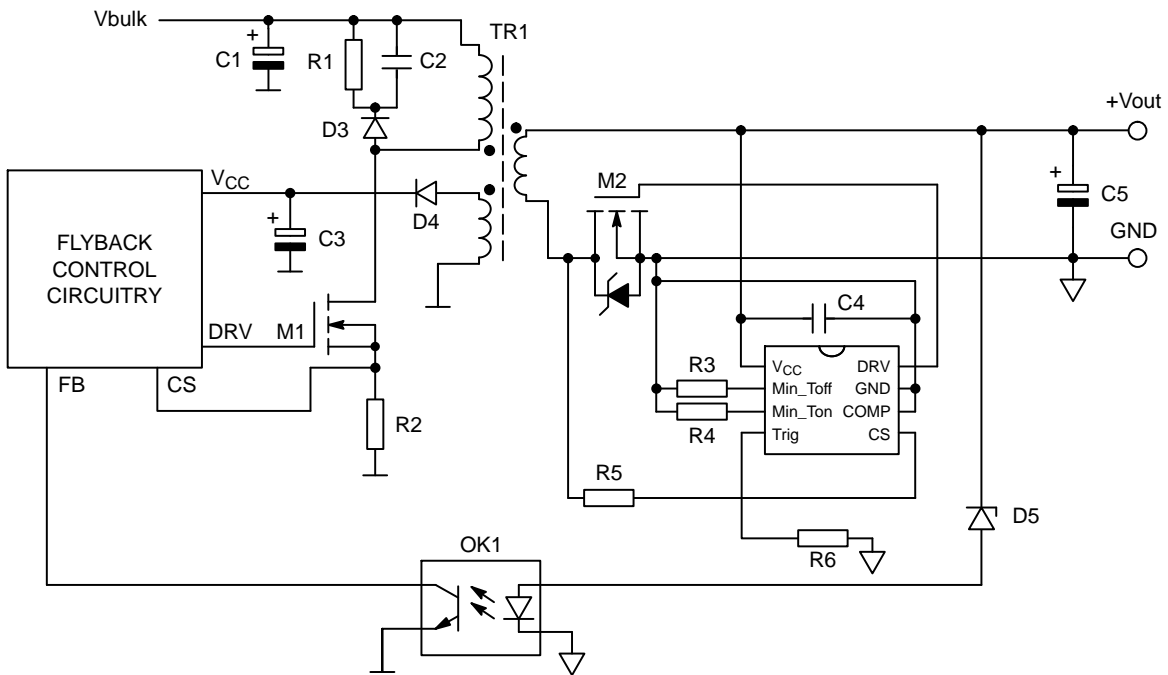 Vbulk
TR1
C1
R1
C2
D3
+Vout
+
VCC
D4
M2
+
C5
+
C3
GND
FLYBACK
CONTROL
CIRCUITRY
C4
DRV
M1
R3
VCC DRV
Min_Toff GND
Min_Ton COMP
Trig CS
FB
CS
R4
R2
R5
D5
R6
OK1
+